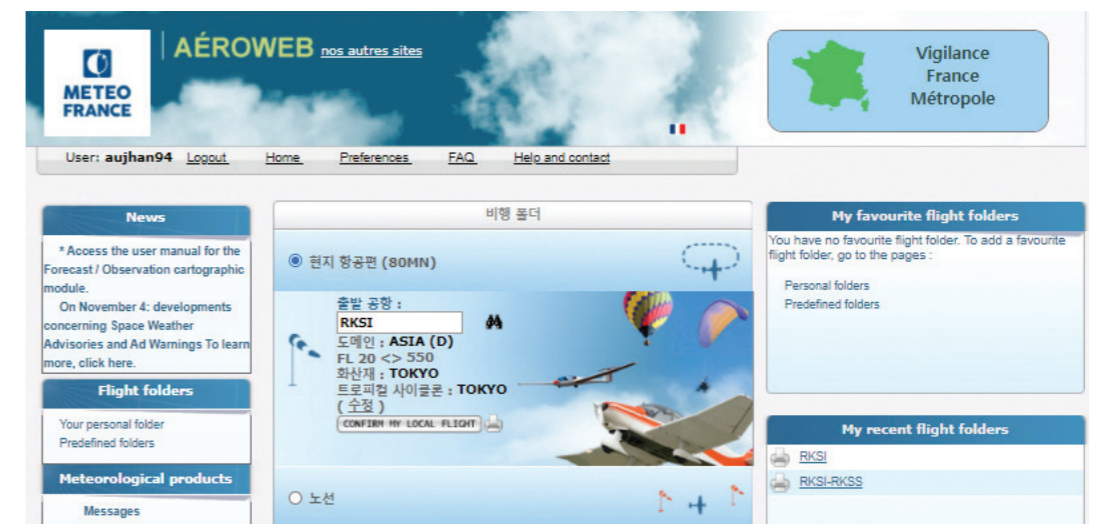 METEO
FRANCE
AÉROWEB nos autres sites
Vigilance
France
Métropole
User: aujhan94 Logout Home Preferences FAQ Help and contact
News
* Access the user manual for the
Forecast / Observation cartographic
module.
On November 4: developments
concerning Space Weather
Advisories and Ad Warnings To learn
more, click here.
Flight folders
Your personal folder
Predefined folders
Meteorological products
Messages
비행 폴더
현지 항공편 (80MN)
출발 공항 :
RKSI
도메인 : ASIA (D)
FL 20 <> 550
화산재 : TOKYO
트로피컬 사이클론 : TOKYO
( 수정 )
CONFIRM MY LOCAL FLIGHT
노선
My favourite flight folders
You have no favourite flight folder. To add a favourite
flight folder, go to the pages :
Personal folders
Predefined folders
My recent flight folders
RKSI
RKSI-RKSS